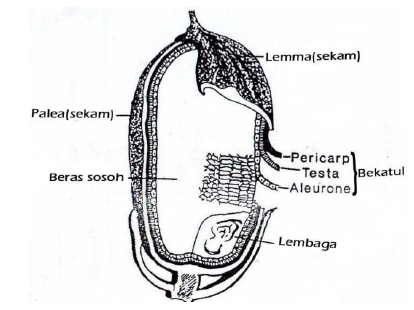 Lemma(sekam)
Palea(sekam)
Pericarp
Testa
Bekatul
Beras sosoh
Aleurone
Lembaga